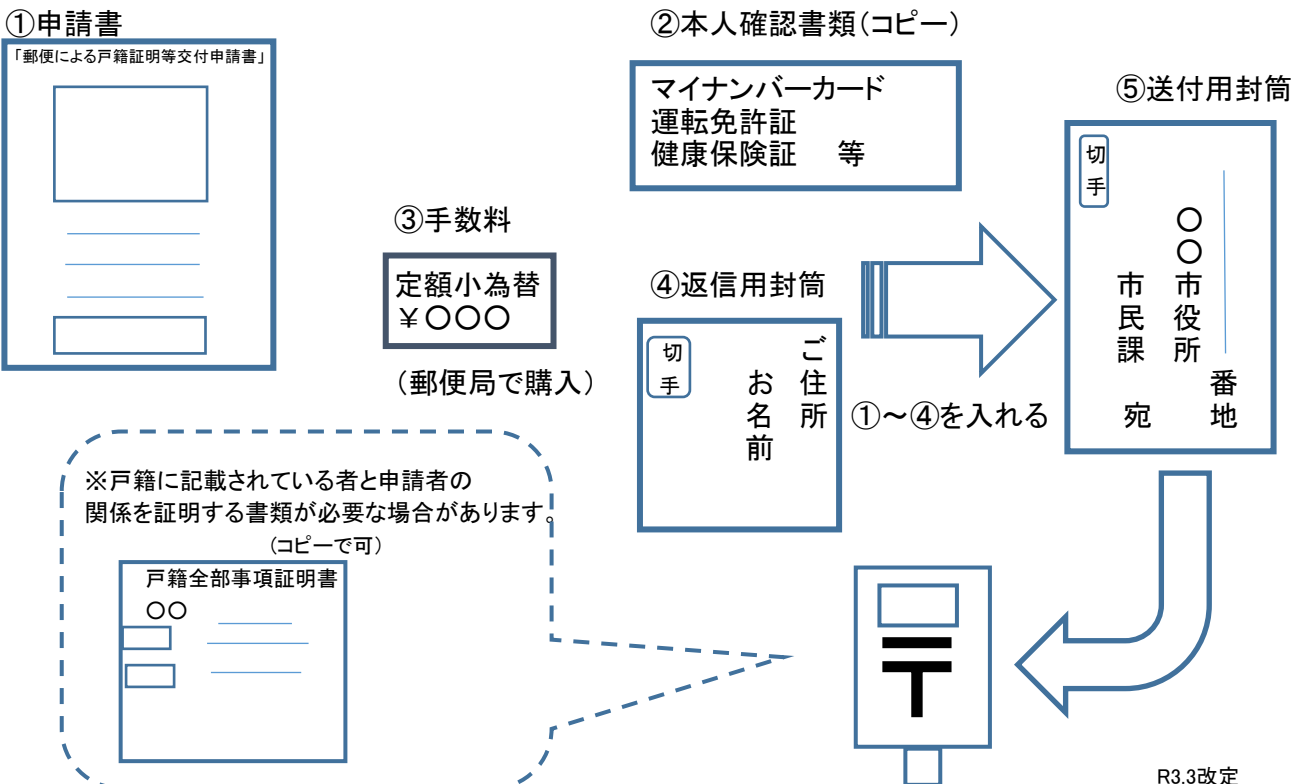 ①申請書
「郵便による戸籍証明等交付申請書」
②本人確認書類(コピー)
マイナンバーカード
運転免許証
健康保険証　等
③手数料
定額小為替
￥〇〇〇
(郵便局で購入)
④返信用封筒
切手
ご住所
お名前
①～④を入れる
⑤送付用封筒
切手
番地
〇〇市役所
市民課　宛
※戸籍に記載されている者と申請者の
関係を証明する書類が必要な場合があります。
(コピーで可)
戸籍全部事項証明書
〇〇
〒
R3.3改定